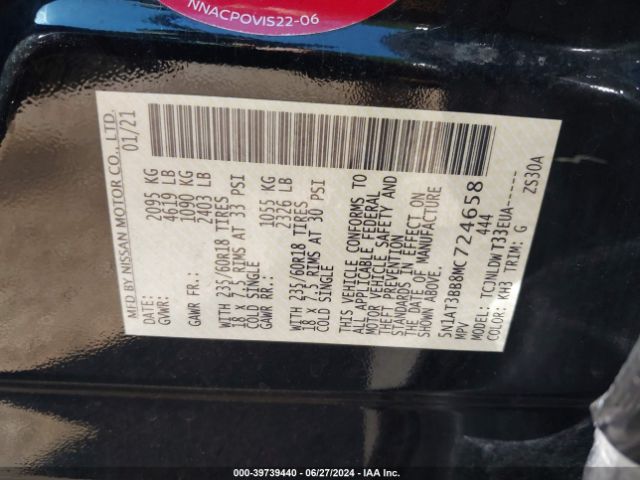 NNACPOVIS22-06
MFD BY NISSAN MOTOR CO., LTD.
01/21
GVWR: 2095 KG
4619 LB
GAWR FR.: 1090 KG
2403 LB
WITH 235/60R18 TIRES
18 X 7.5 RIMS AT 33 PSI
COLD SINGLE
GAWR RR.: 1055 KG
2326 LB
WITH 235/60R18 TIRES
18 X 7.5 RIMS AT 30 PSI
COLD SINGLE
THIS VEHICLE CONFORMS TO
ALL APPLICABLE FEDERAL
MOTOR VEHICLE SAFETY AND
THEFT PREVENTION
STANDARDS IN EFFECT ON
THE DATE OF MANUFACTURE
SHOWN ABOVE.
5N1AT3BB8MC724658
MPV 444
TYPE: TCJNLDW T33EUA------
COLOR: KH3 TRIM: G ZS30A
000-39739440 - 06/27/2024 - IAA Inc.